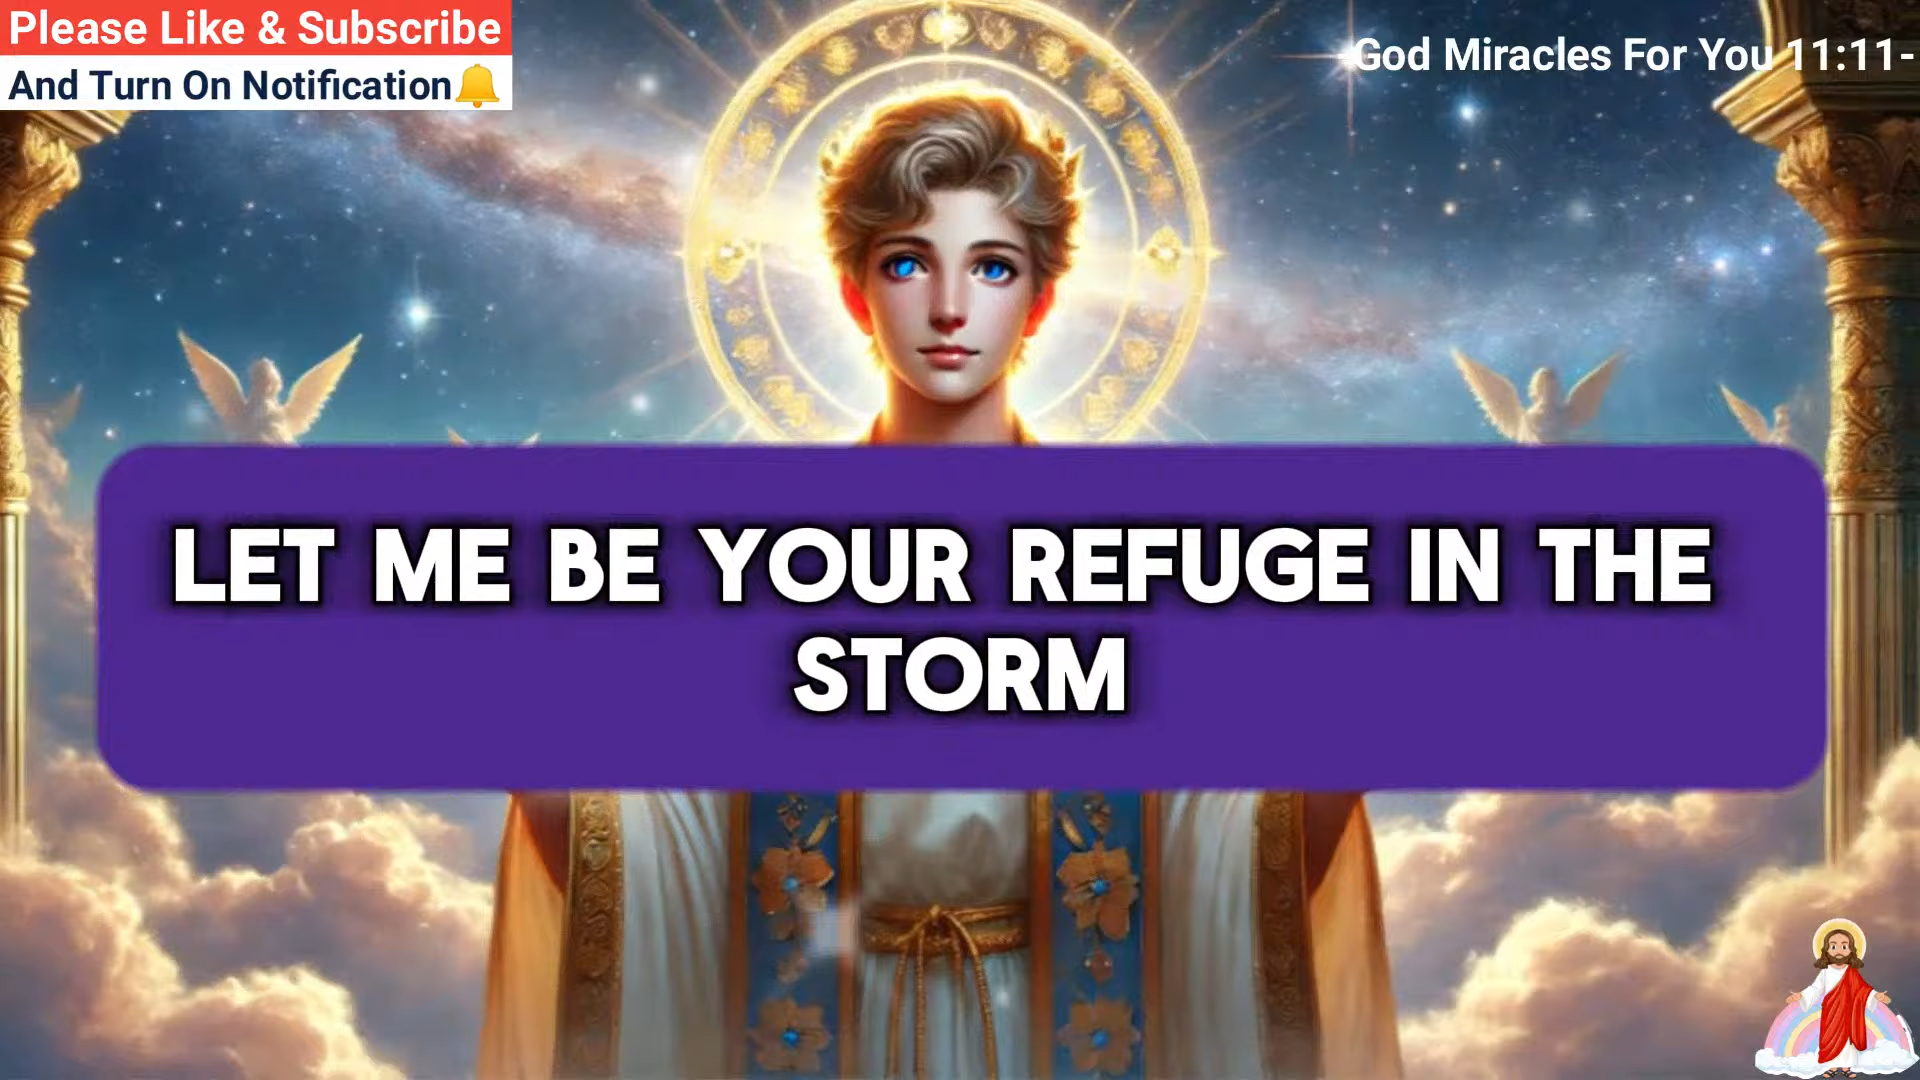 Please Like & Subscribe
And Turn On Notification
-God Miracles For You 11:11-
LET ME BE YOUR REFUGE IN THE
STORM